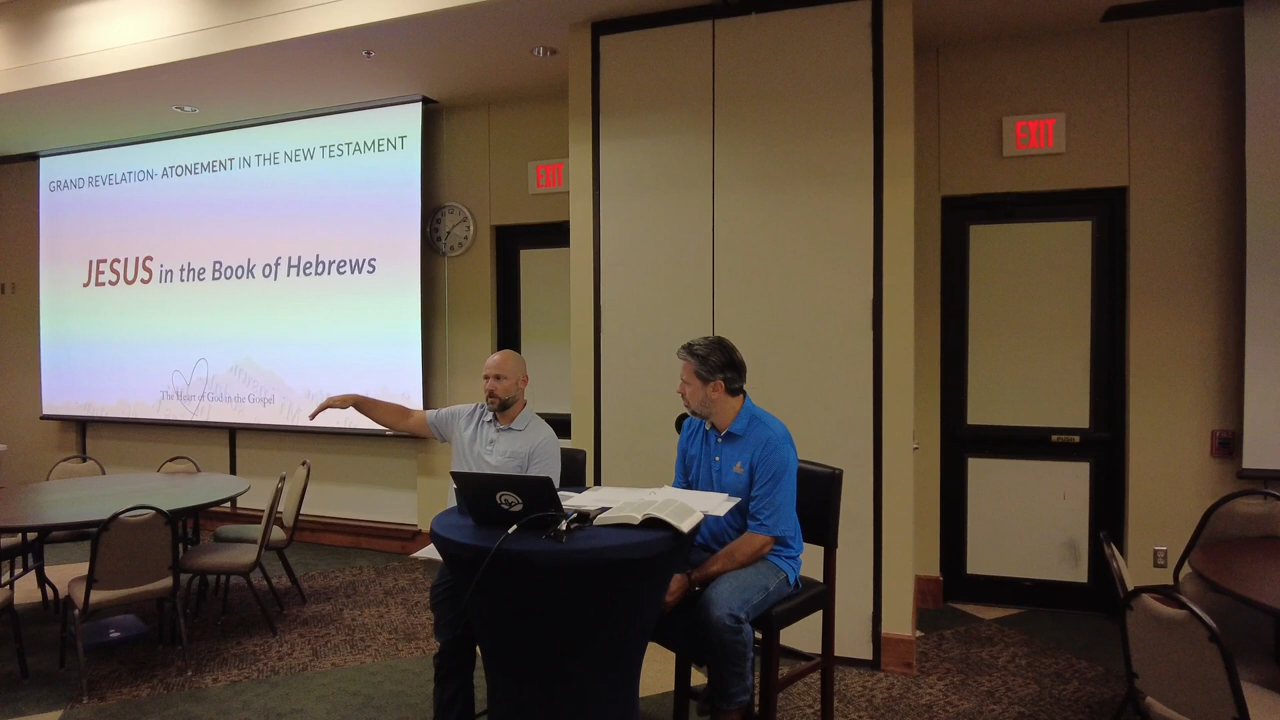 GRAND REVELATION- ATONEMENT IN THE NEW TESTAMENT
JESUS in the Book of Hebrews
The Heart of God in the Gospel
EXIT
EXIT
PUSH